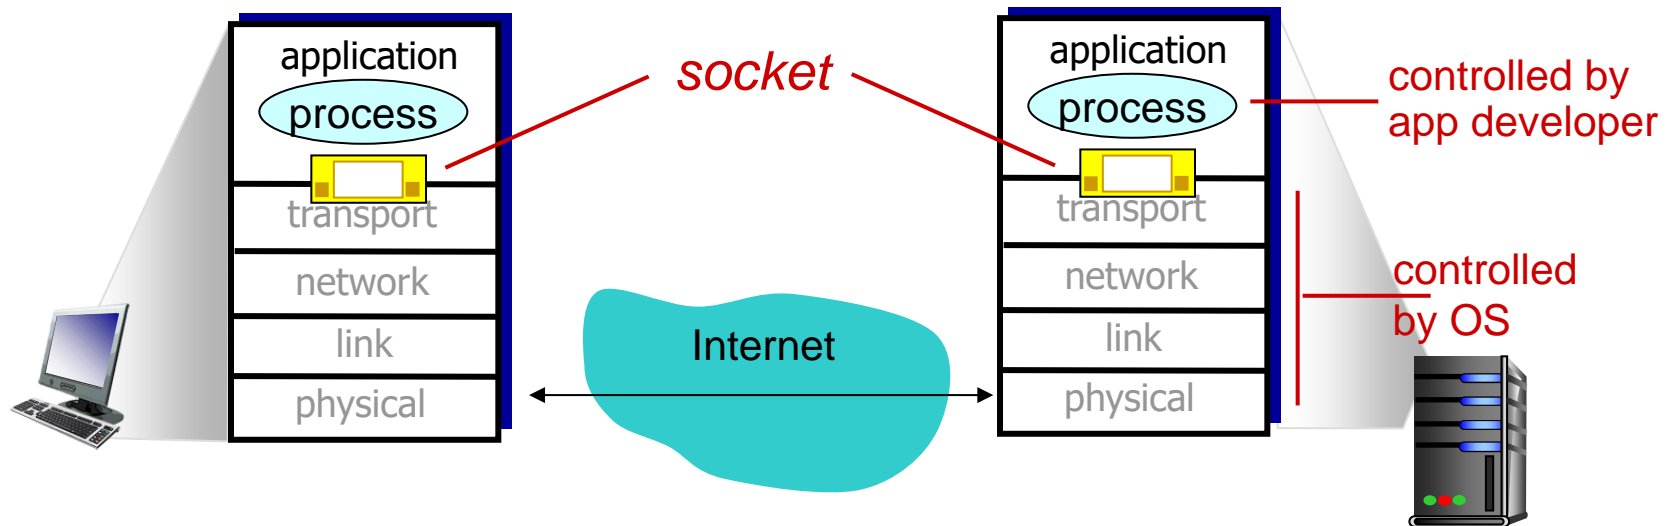 application
process
transport
network
link
physical
socket
Internet
application
process
transport
network
link
physical
controlled by
app developer
controlled
by OS